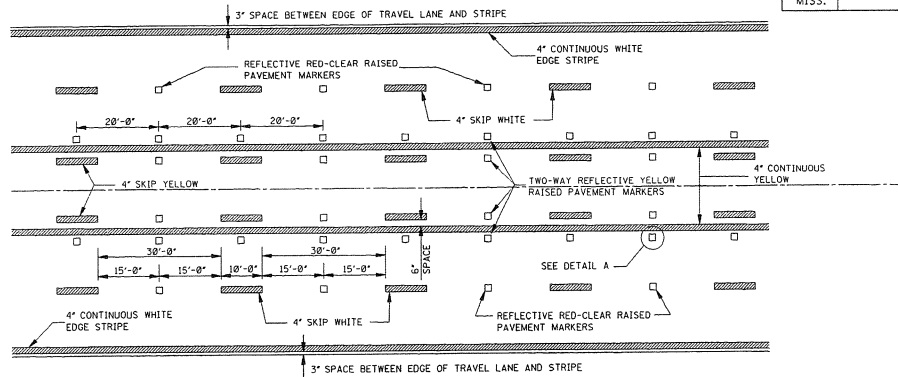 MISS.
3" SPACE BETWEEN EDGE OF TRAVEL LANE AND STRIPE
4" CONTINUOUS WHITE
EDGE STRIPE
REFLECTIVE RED-CLEAR RAISED
PAVEMENT MARKERS
4" SKIP WHITE
20'-0"
20'-0"
20'-0"
4" SKIP YELLOW
TWO-WAY REFLECTIVE YELLOW
RAISED PAVEMENT MARKERS
4" CONTINUOUS
YELLOW
30'-0"
30'-0"
15'-0"
15'-0"
10'-0"
15'-0"
15'-0"
6"
SPACE
SEE DETAIL A
4" CONTINUOUS WHITE
EDGE STRIPE
4" SKIP WHITE
REFLECTIVE RED-CLEAR RAISED
PAVEMENT MARKERS
3" SPACE BETWEEN EDGE OF TRAVEL LANE AND STRIPE